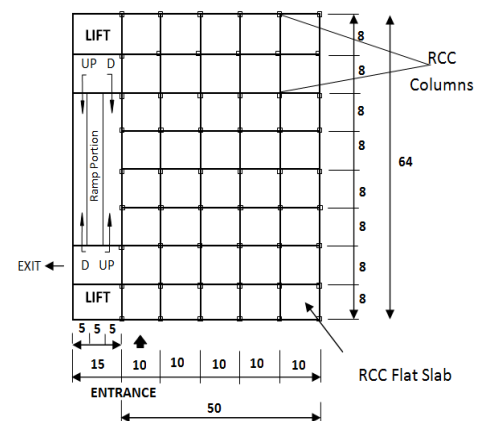 LIFT
UP D
RCC
Columns
8
8
8
8
8
8
8
8
64
Ramp Portion
EXIT
D UP
LIFT
5 5 5
15 10 10 10 10 10
ENTRANCE
RCC Flat Slab
50